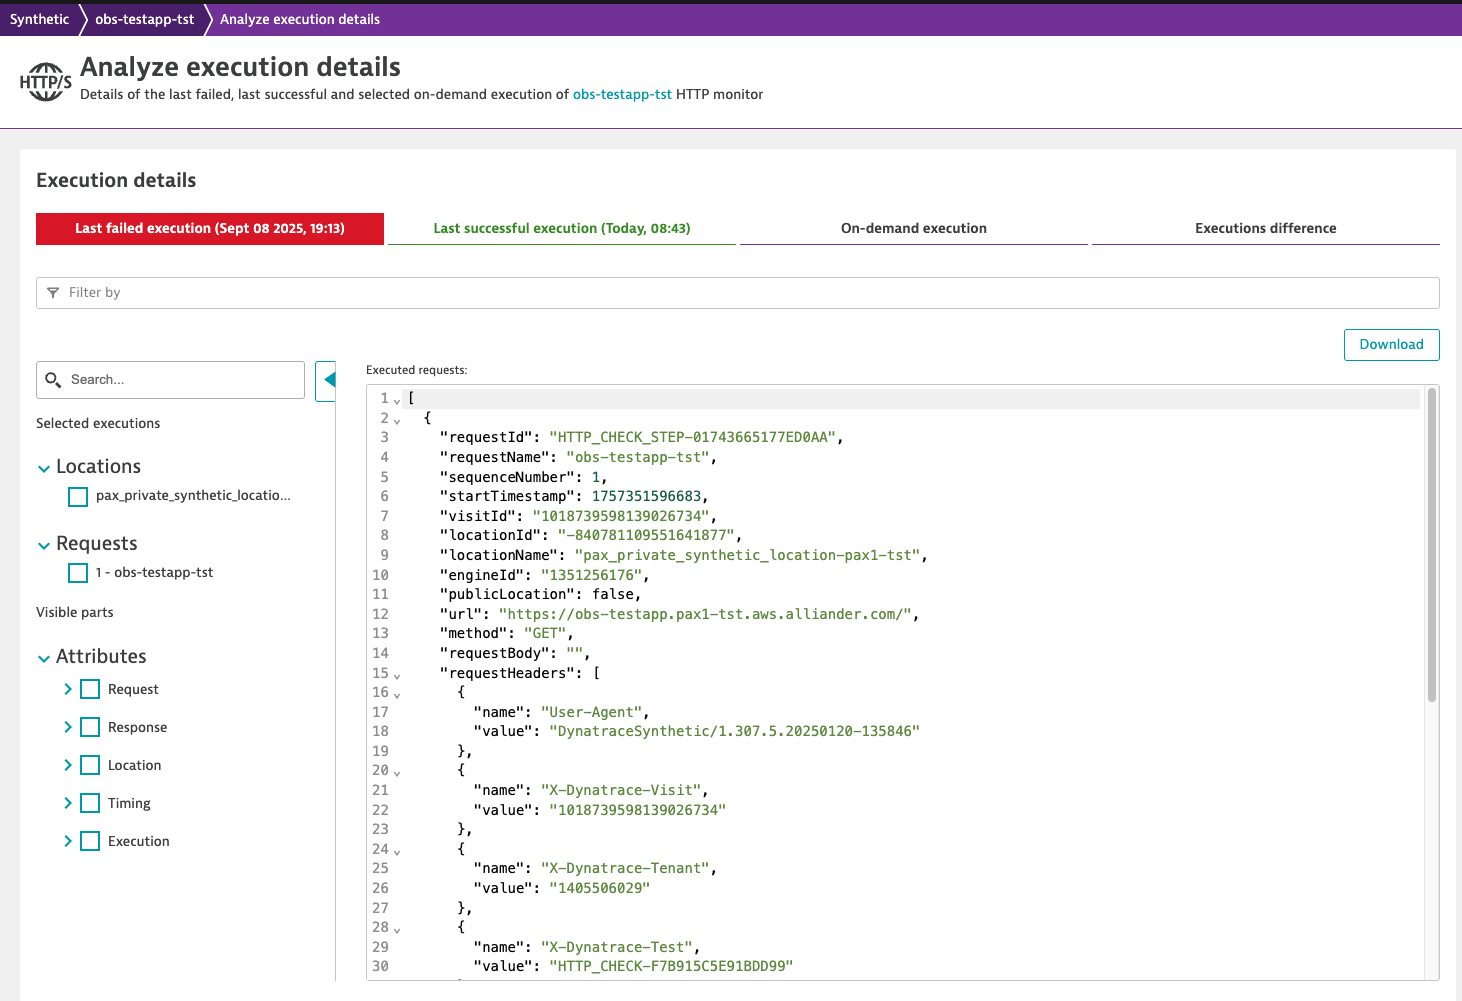 Synthetic obs-testapp-tst Analyze execution details
HTTP/S
Analyze execution details
Details of the last failed, last successful and selected on-demand execution of obs-testapp-tst HTTP monitor
Execution details
Last failed execution (Sept 08 2025, 19:13) Last successful execution (Today, 08:43) On-demand execution Executions difference
Filter by
Download
Search...
Selected executions
Locations
pax_private_synthetic_locatio...
Requests
1 - obs-testapp-tst
Visible parts
Attributes
Request
Response
Location
Timing
Execution
Executed requests:
1 [
2 {
3 "requestId": "HTTP_CHECK_STEP-01743665177ED0AA",
4 "requestName": "obs-testapp-tst",
5 "sequenceNumber": 1,
6 "startTimestamp": 1757351596683,
7 "visitId": "1018739598139026734",
8 "locationId": "-840781109551641877",
9 "locationName": "pax_private_synthetic_location-pax1-tst",
10 "engineId": "1351256176",
11 "publicLocation": false,
12 "url": "https://obs-testapp.pax1-tst.aws.alliander.com/",
13 "method": "GET",
14 "requestBody": "",
15 "requestHeaders": [
16 {
17 "name": "User-Agent",
18 "value": "DynatraceSynthetic/1.307.5.20250120-135846"
19 },
20 {
21 "name": "X-Dynatrace-Visit",
22 "value": "1018739598139026734"
23 },
24 {
25 "name": "X-Dynatrace-Tenant",
26 "value": "1405506029"
27 },
28 {
29 "name": "X-Dynatrace-Test",
30 "value": "HTTP_CHECK-F7B915C5E91BDD99"